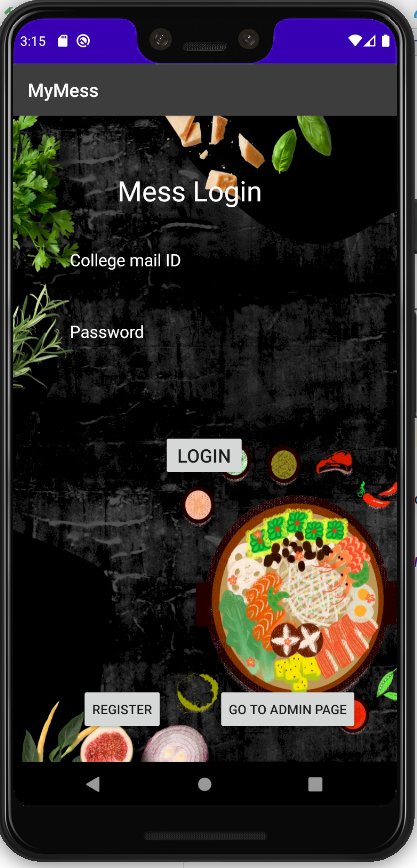 3:15
MyMess
Mess Login
College mail ID
Password
LOGIN
REGISTER
GO TO ADMIN PAGE